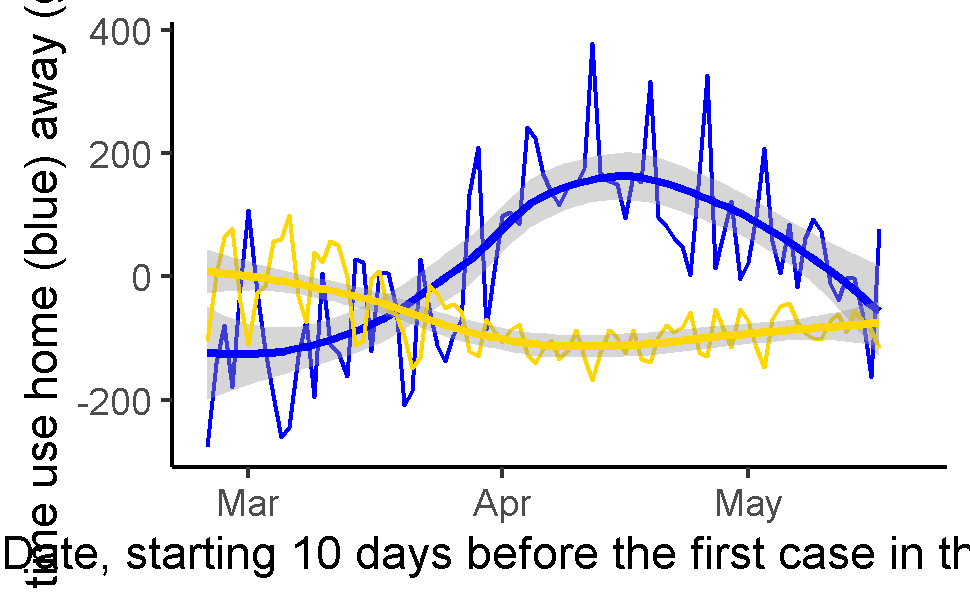 time use home (blue) away (
400
200
0
-200
Mar Apr May
Date, starting 10 days before the first case in th